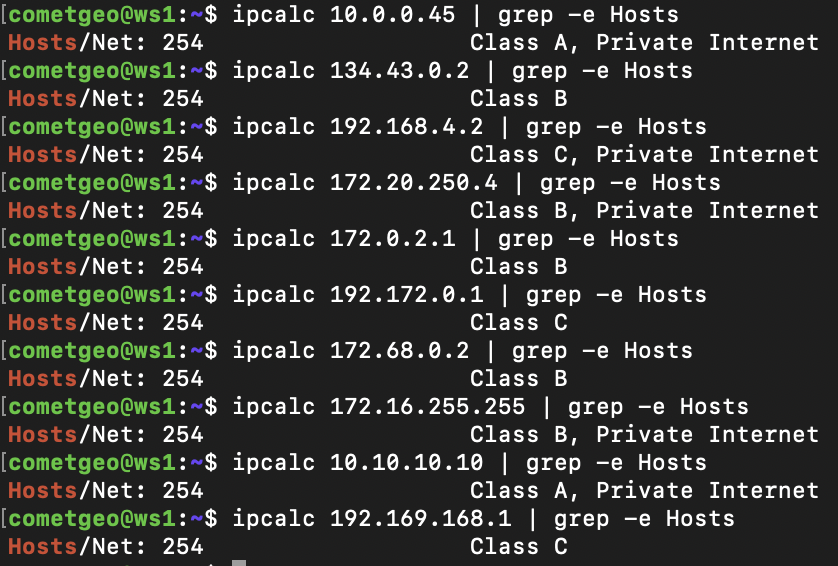 [cometgeo@ws1:~$ ipcalc 10.0.0.45 | grep -e Hosts
Hosts/Net: 254                   Class A, Private Internet
[cometgeo@ws1:~$ ipcalc 134.43.0.2 | grep -e Hosts
Hosts/Net: 254                   Class B
[cometgeo@ws1:~$ ipcalc 192.168.4.2 | grep -e Hosts
Hosts/Net: 254                   Class C, Private Internet
[cometgeo@ws1:~$ ipcalc 172.20.250.4 | grep -e Hosts
Hosts/Net: 254                   Class B, Private Internet
[cometgeo@ws1:~$ ipcalc 172.0.2.1 | grep -e Hosts
Hosts/Net: 254                   Class B
[cometgeo@ws1:~$ ipcalc 192.172.0.1 | grep -e Hosts
Hosts/Net: 254                   Class C
[cometgeo@ws1:~$ ipcalc 172.68.0.2 | grep -e Hosts
Hosts/Net: 254                   Class B
[cometgeo@ws1:~$ ipcalc 172.16.255.255 | grep -e Hosts
Hosts/Net: 254                   Class B, Private Internet
[cometgeo@ws1:~$ ipcalc 10.10.10.10 | grep -e Hosts
Hosts/Net: 254                   Class A, Private Internet
[cometgeo@ws1:~$ ipcalc 192.169.168.1 | grep -e Hosts
Hosts/Net: 254                   Class C